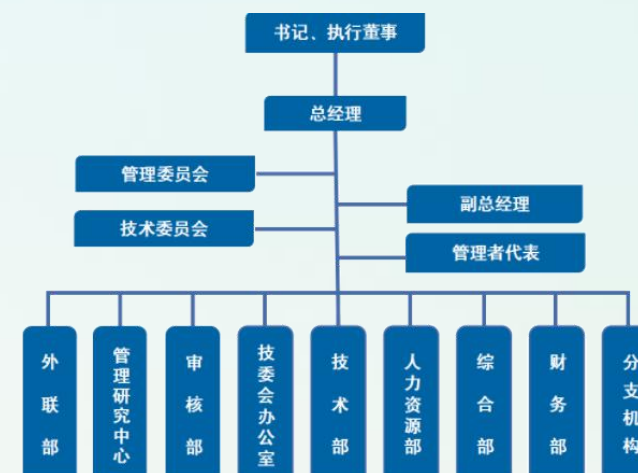 书记、执行董事
总经理
管理委员会
副总经理
技术委员会
管理者代表
外联部
管理研究中心
审核部
技委会办公室
技术部
人力资源部
综合部
财务部
分支机构